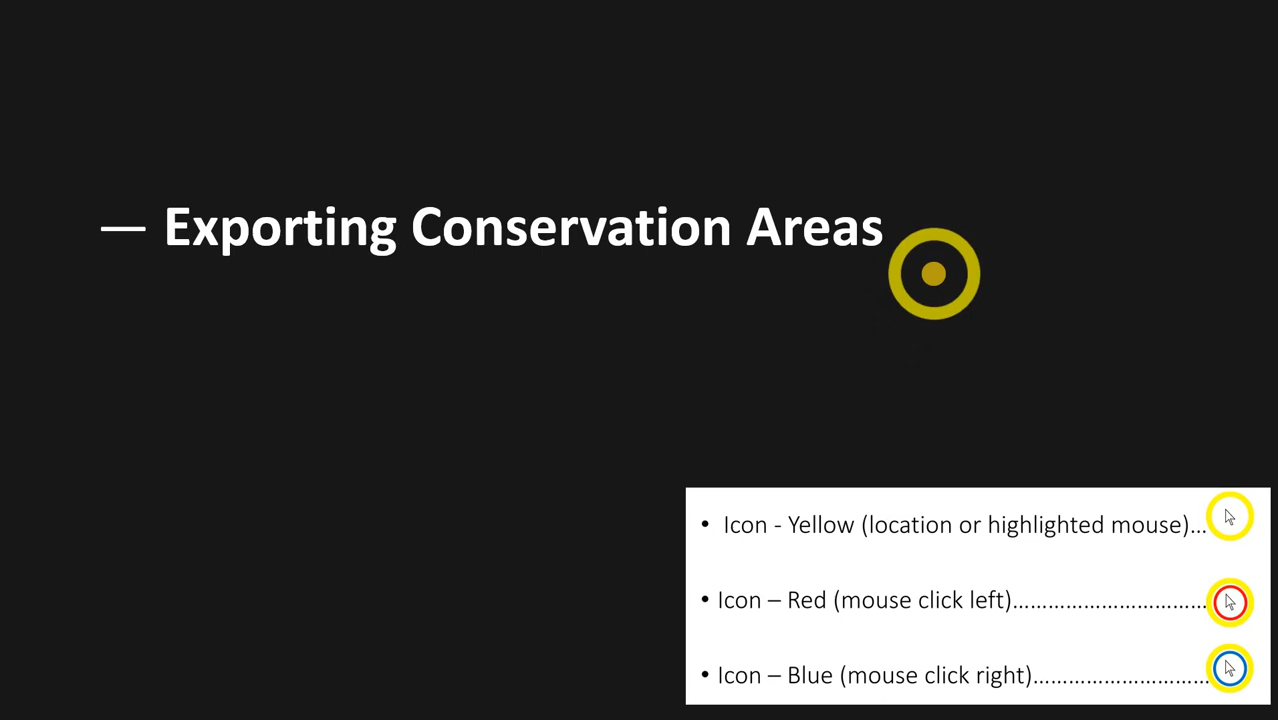 — Exporting Conservation Areas
• Icon - Yellow (location or highlighted mouse)...
• Icon – Red (mouse click left)................................
• Icon – Blue (mouse click right).............................